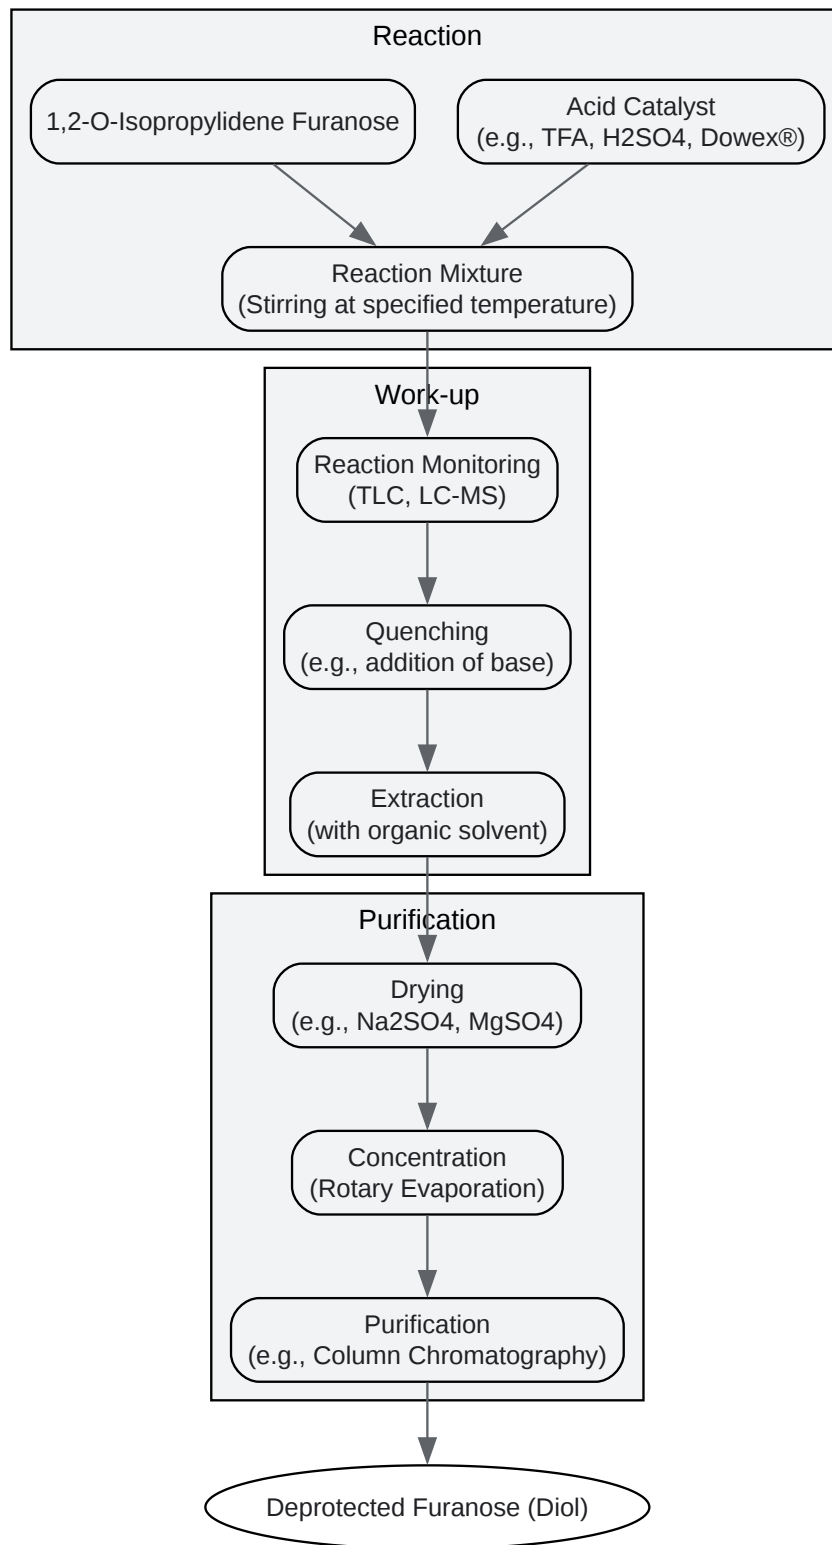 Reaction
1,2-O-Isopropylidene Furanose
Acid Catalyst
(e.g., TFA, H2SO4, Dowex®)
Reaction Mixture
(Stirring at specified temperature)
Work-up
Reaction Monitoring
(TLC, LC-MS)
Quenching
(e.g., addition of base)
Extraction
(with organic solvent)
Purification
Drying
(e.g., Na2SO4, MgSO4)
Concentration
(Rotary Evaporation)
Purification
(e.g., Column Chromatography)
Deprotected Furanose (Diol)